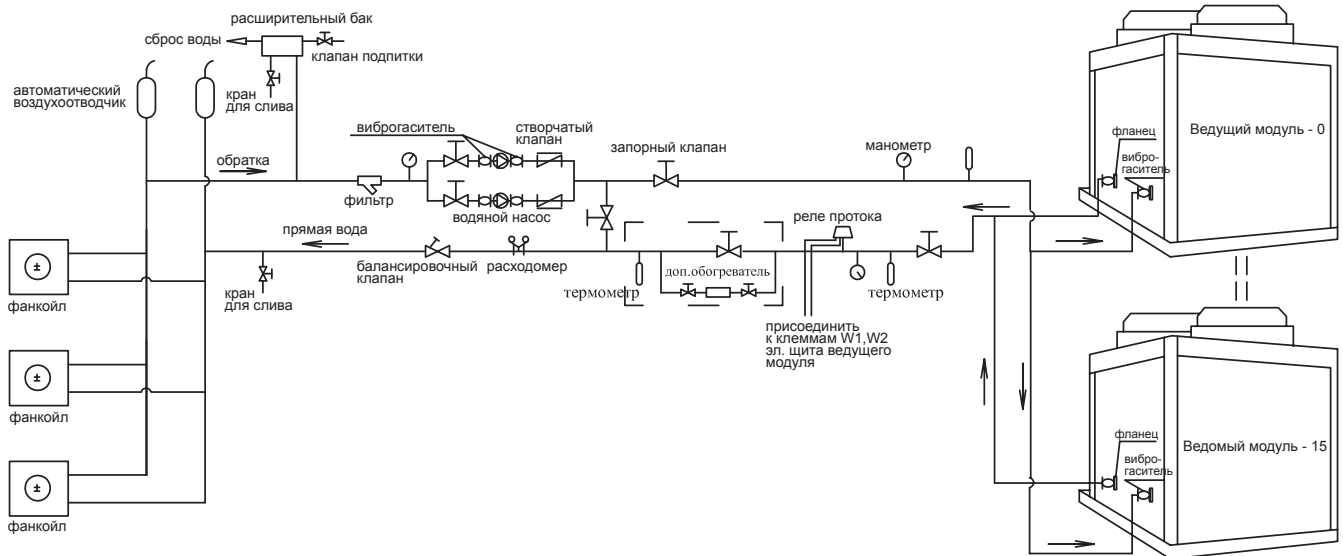 расширительный бак
сброс воды
клапан подпитки
автоматический
воздухоотводчик
кран
для слива
обратка
виброгаситель
створчатый
клапан
запорный клапан
манометр
фланец
вибро-
гаситель
Ведущий модуль - 0
фильтр
водяной насос
прямая вода
реле протока
балансировочный
клапан
расходомер
доп.обогреватель
термометр
термометр
кран
для слива
фанкойл
присоединить
к клеммам W1,W2
эл. щита ведущего
модуля
фанкойл
фланец
вибро-
гаситель
Ведомый модуль - 15
фанкойл